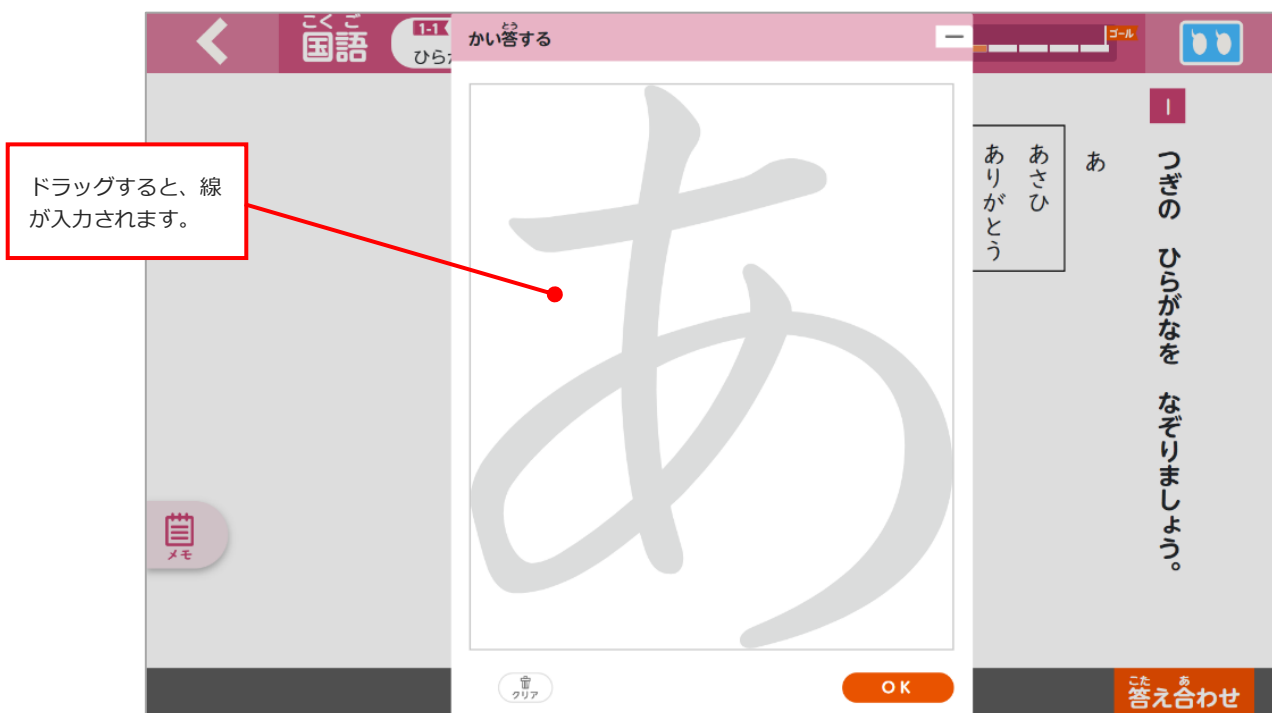 こくご
国語
1-1
ひらが
とう
かい答する
ゴール
ドラッグすると、線
が入力されます。
あ
1
つぎの ひらがなを なぞりましょう。
あ
あさひ
ありがとう
メモ
クリア
OK
こた あ
答え合わせ